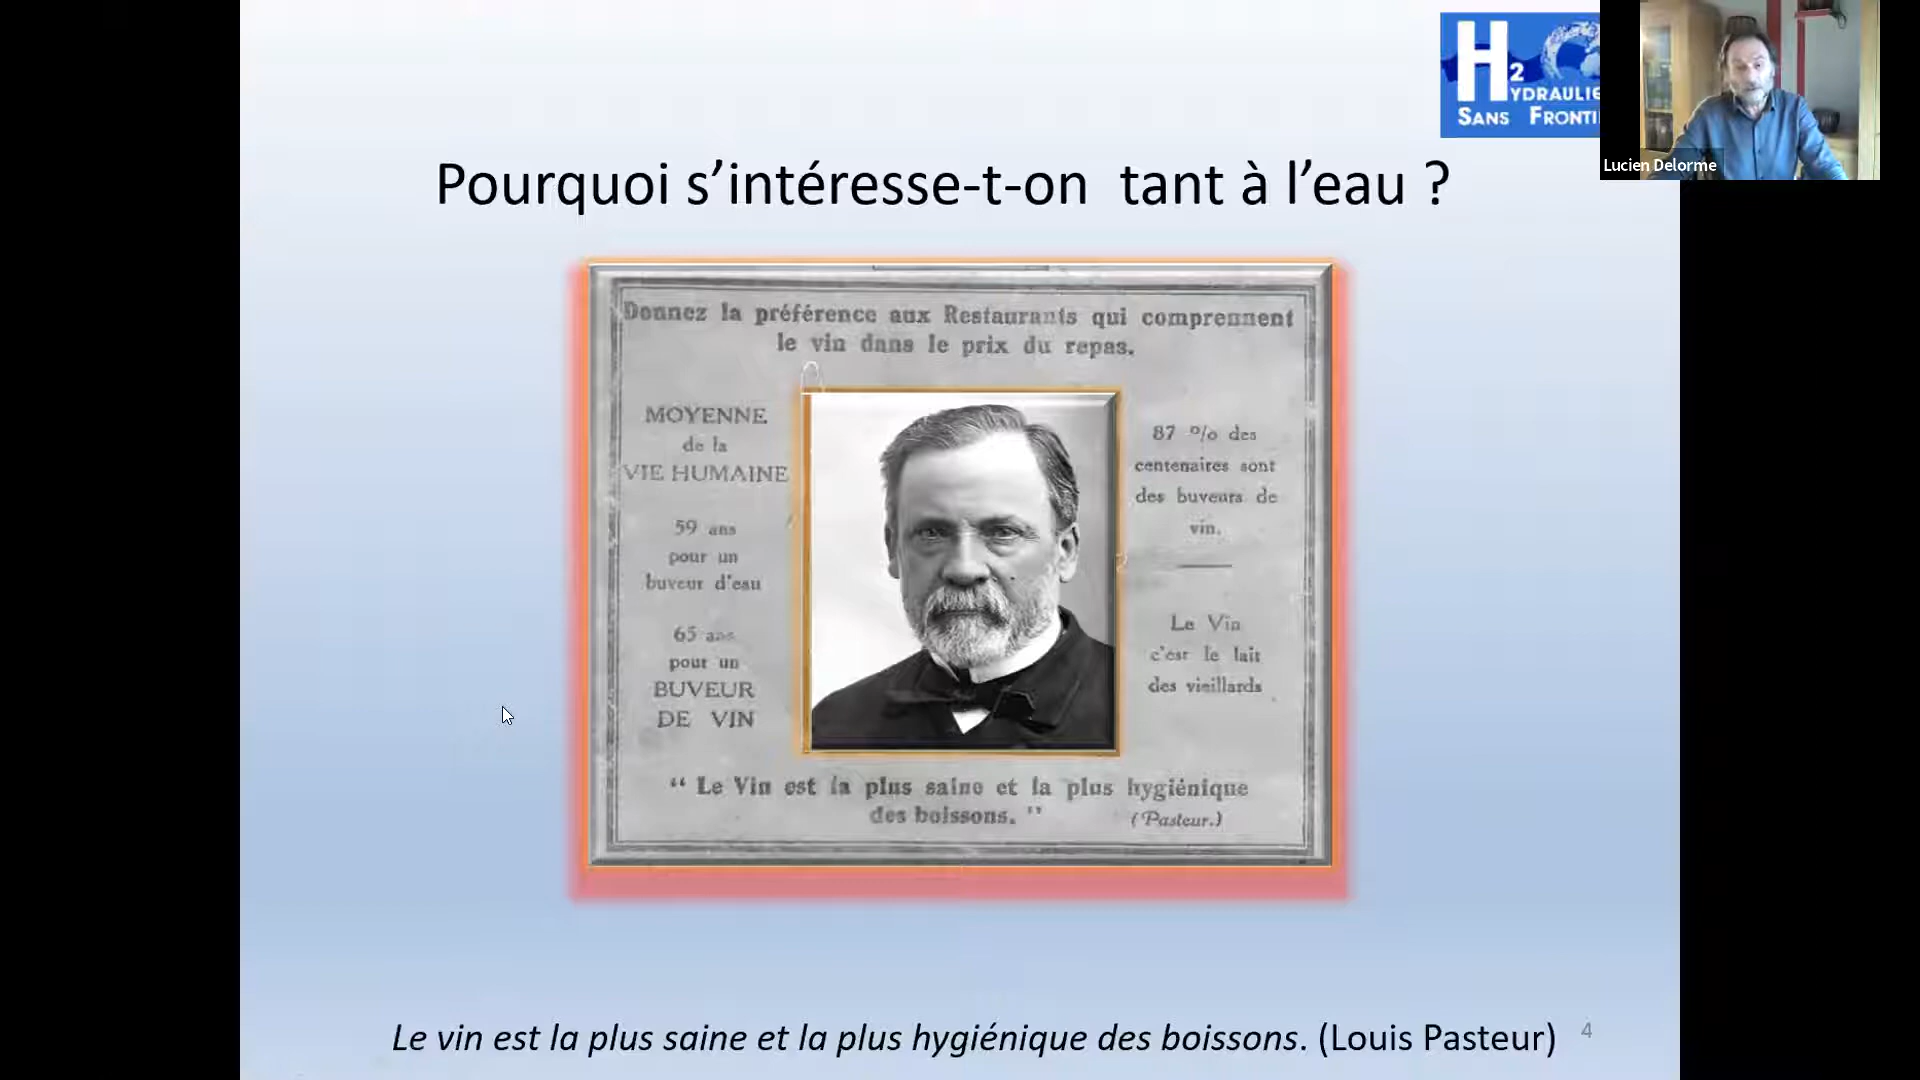 H2
YDRAULIE
SANS FRONTI
Lucien Delorme
Pourquoi s’intéresse-t-on tant à l’eau ?
Donnez la préférence aux Restaurants qui comprennent
le vin dans le prix du repas.
MOYENNE
de la
VIE HUMAINE
59 ans
pour un
buveur d'eau
65 ans
pour un
BUVEUR
DE VIN
87 % des
centenaires sont
des buveurs de
vin.
Le Vin
c'est le lait
des vieillards
“ Le Vin est la plus saine et la plus hygiénique
des boissons. ”
(Pasteur.)
Le vin est la plus saine et la plus hygiénique des boissons. (Louis Pasteur)
4